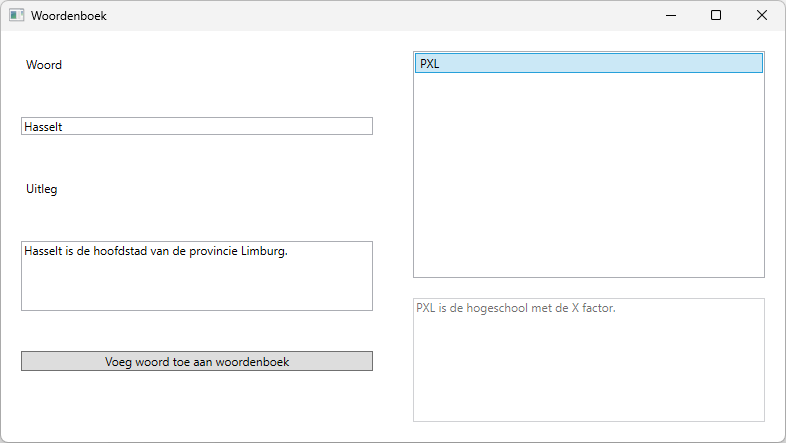 Woordenboek
Woord
Hasselt
Uitleg
Hasselt is de hoofdstad van de provincie Limburg.
Voeg woord toe aan woordenboek
PXL
PXL is de hogeschool met de X factor.